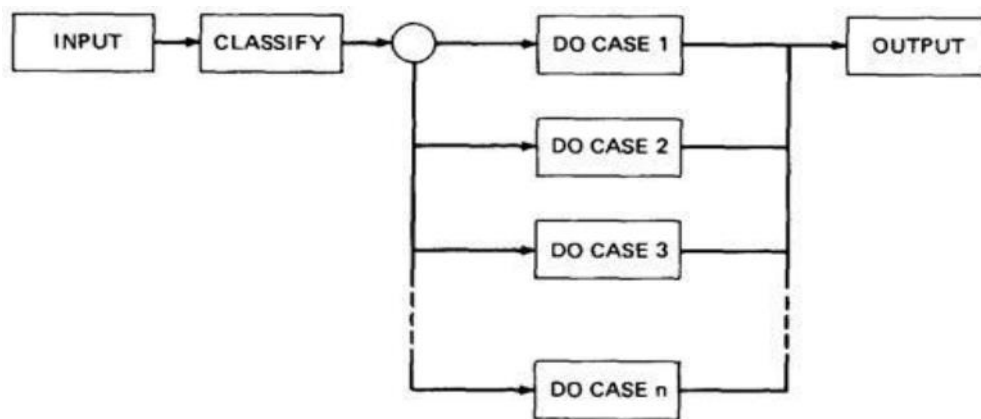 INPUT
CLASSIFY
DO CASE 1
OUTPUT
DO CASE 2
DO CASE 3
DO CASE n